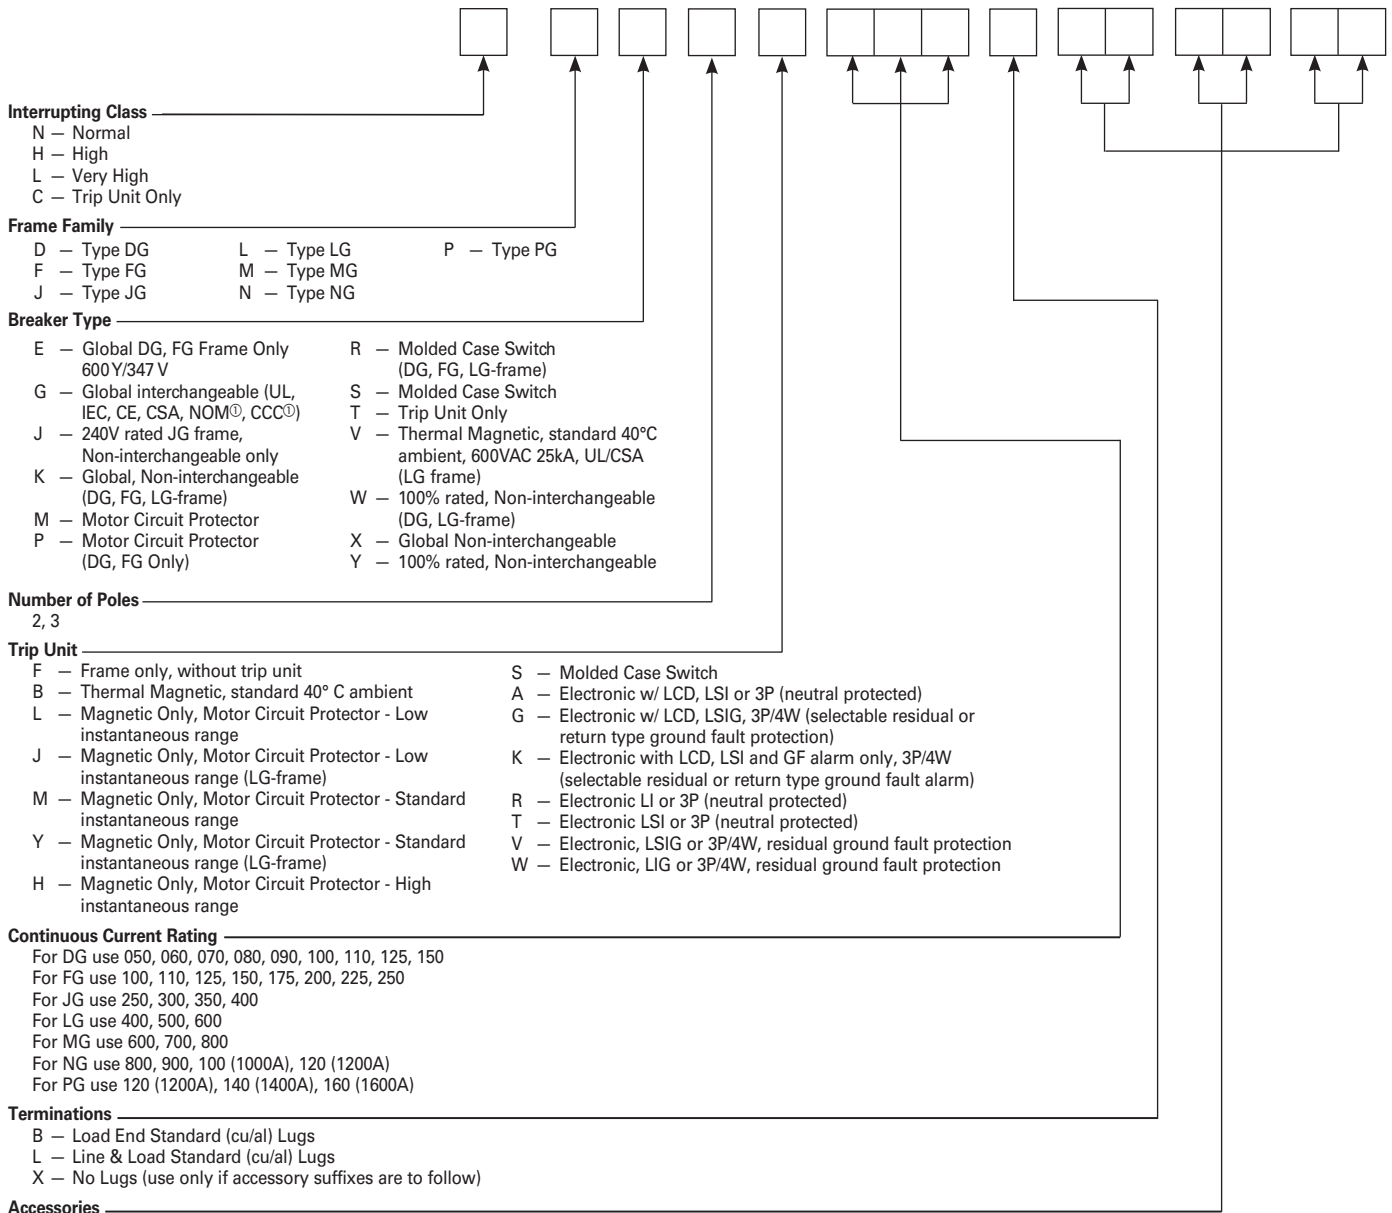 Interrupting Class
N — Normal
H — High
L — Very High
C — Trip Unit Only
Frame Family
D — Type DG
F — Type FG
J — Type JG
L — Type LG
M — Type MG
N — Type NG
P — Type PG
Breaker Type
E — Global DG, FG Frame Only
600 Y/347 V
G — Global interchangeable (UL,
IEC, CE, CSA, NOM①, CCC①)
J — 240V rated JG frame,
Non-interchangeable only
K — Global, Non-interchangeable
(DG, FG, LG-frame)
M — Motor Circuit Protector
P — Motor Circuit Protector
(DG, FG Only)
R — Molded Case Switch
(DG, FG, LG-frame)
S — Molded Case Switch
T — Trip Unit Only
V — Thermal Magnetic, standard 40°C
ambient, 600VAC 25kA, UL/CSA
(LG frame)
W — 100% rated, Non-interchangeable
(DG, LG-frame)
X — Global Non-interchangeable
Y — 100% rated, Non-interchangeable
Number of Poles
2, 3
Trip Unit
F — Frame only, without trip unit
B — Thermal Magnetic, standard 40° C ambient
L — Magnetic Only, Motor Circuit Protector - Low
instantaneous range
J — Magnetic Only, Motor Circuit Protector - Low
instantaneous range (LG-frame)
M — Magnetic Only, Motor Circuit Protector - Standard
instantaneous range
Y — Magnetic Only, Motor Circuit Protector - Standard
instantaneous range (LG-frame)
H — Magnetic Only, Motor Circuit Protector - High
instantaneous range
S — Molded Case Switch
A — Electronic w/ LCD, LSI or 3P (neutral protected)
G — Electronic w/ LCD, LSIG, 3P/4W (selectable residual or
return type ground fault protection)
K — Electronic with LCD, LSI and GF alarm only, 3P/4W
(selectable residual or return type ground fault alarm)
R — Electronic LI or 3P (neutral protected)
T — Electronic LSI or 3P (neutral protected)
V — Electronic, LSIG or 3P/4W, residual ground fault protection
W — Electronic, LIG or 3P/4W, residual ground fault protection
Continuous Current Rating
For DG use 050, 060, 070, 080, 090, 100, 110, 125, 150
For FG use 100, 110, 125, 150, 175, 200, 225, 250
For JG use 250, 300, 350, 400
For LG use 400, 500, 600
For MG use 600, 700, 800
For NG use 800, 900, 100 (1000A), 120 (1200A)
For PG use 120 (1200A), 140 (1400A), 160 (1600A)
Terminations
B — Load End Standard (cu/al) Lugs
L — Line & Load Standard (cu/al) Lugs
X — No Lugs (use only if accessory suffixes are to follow)
Accessories